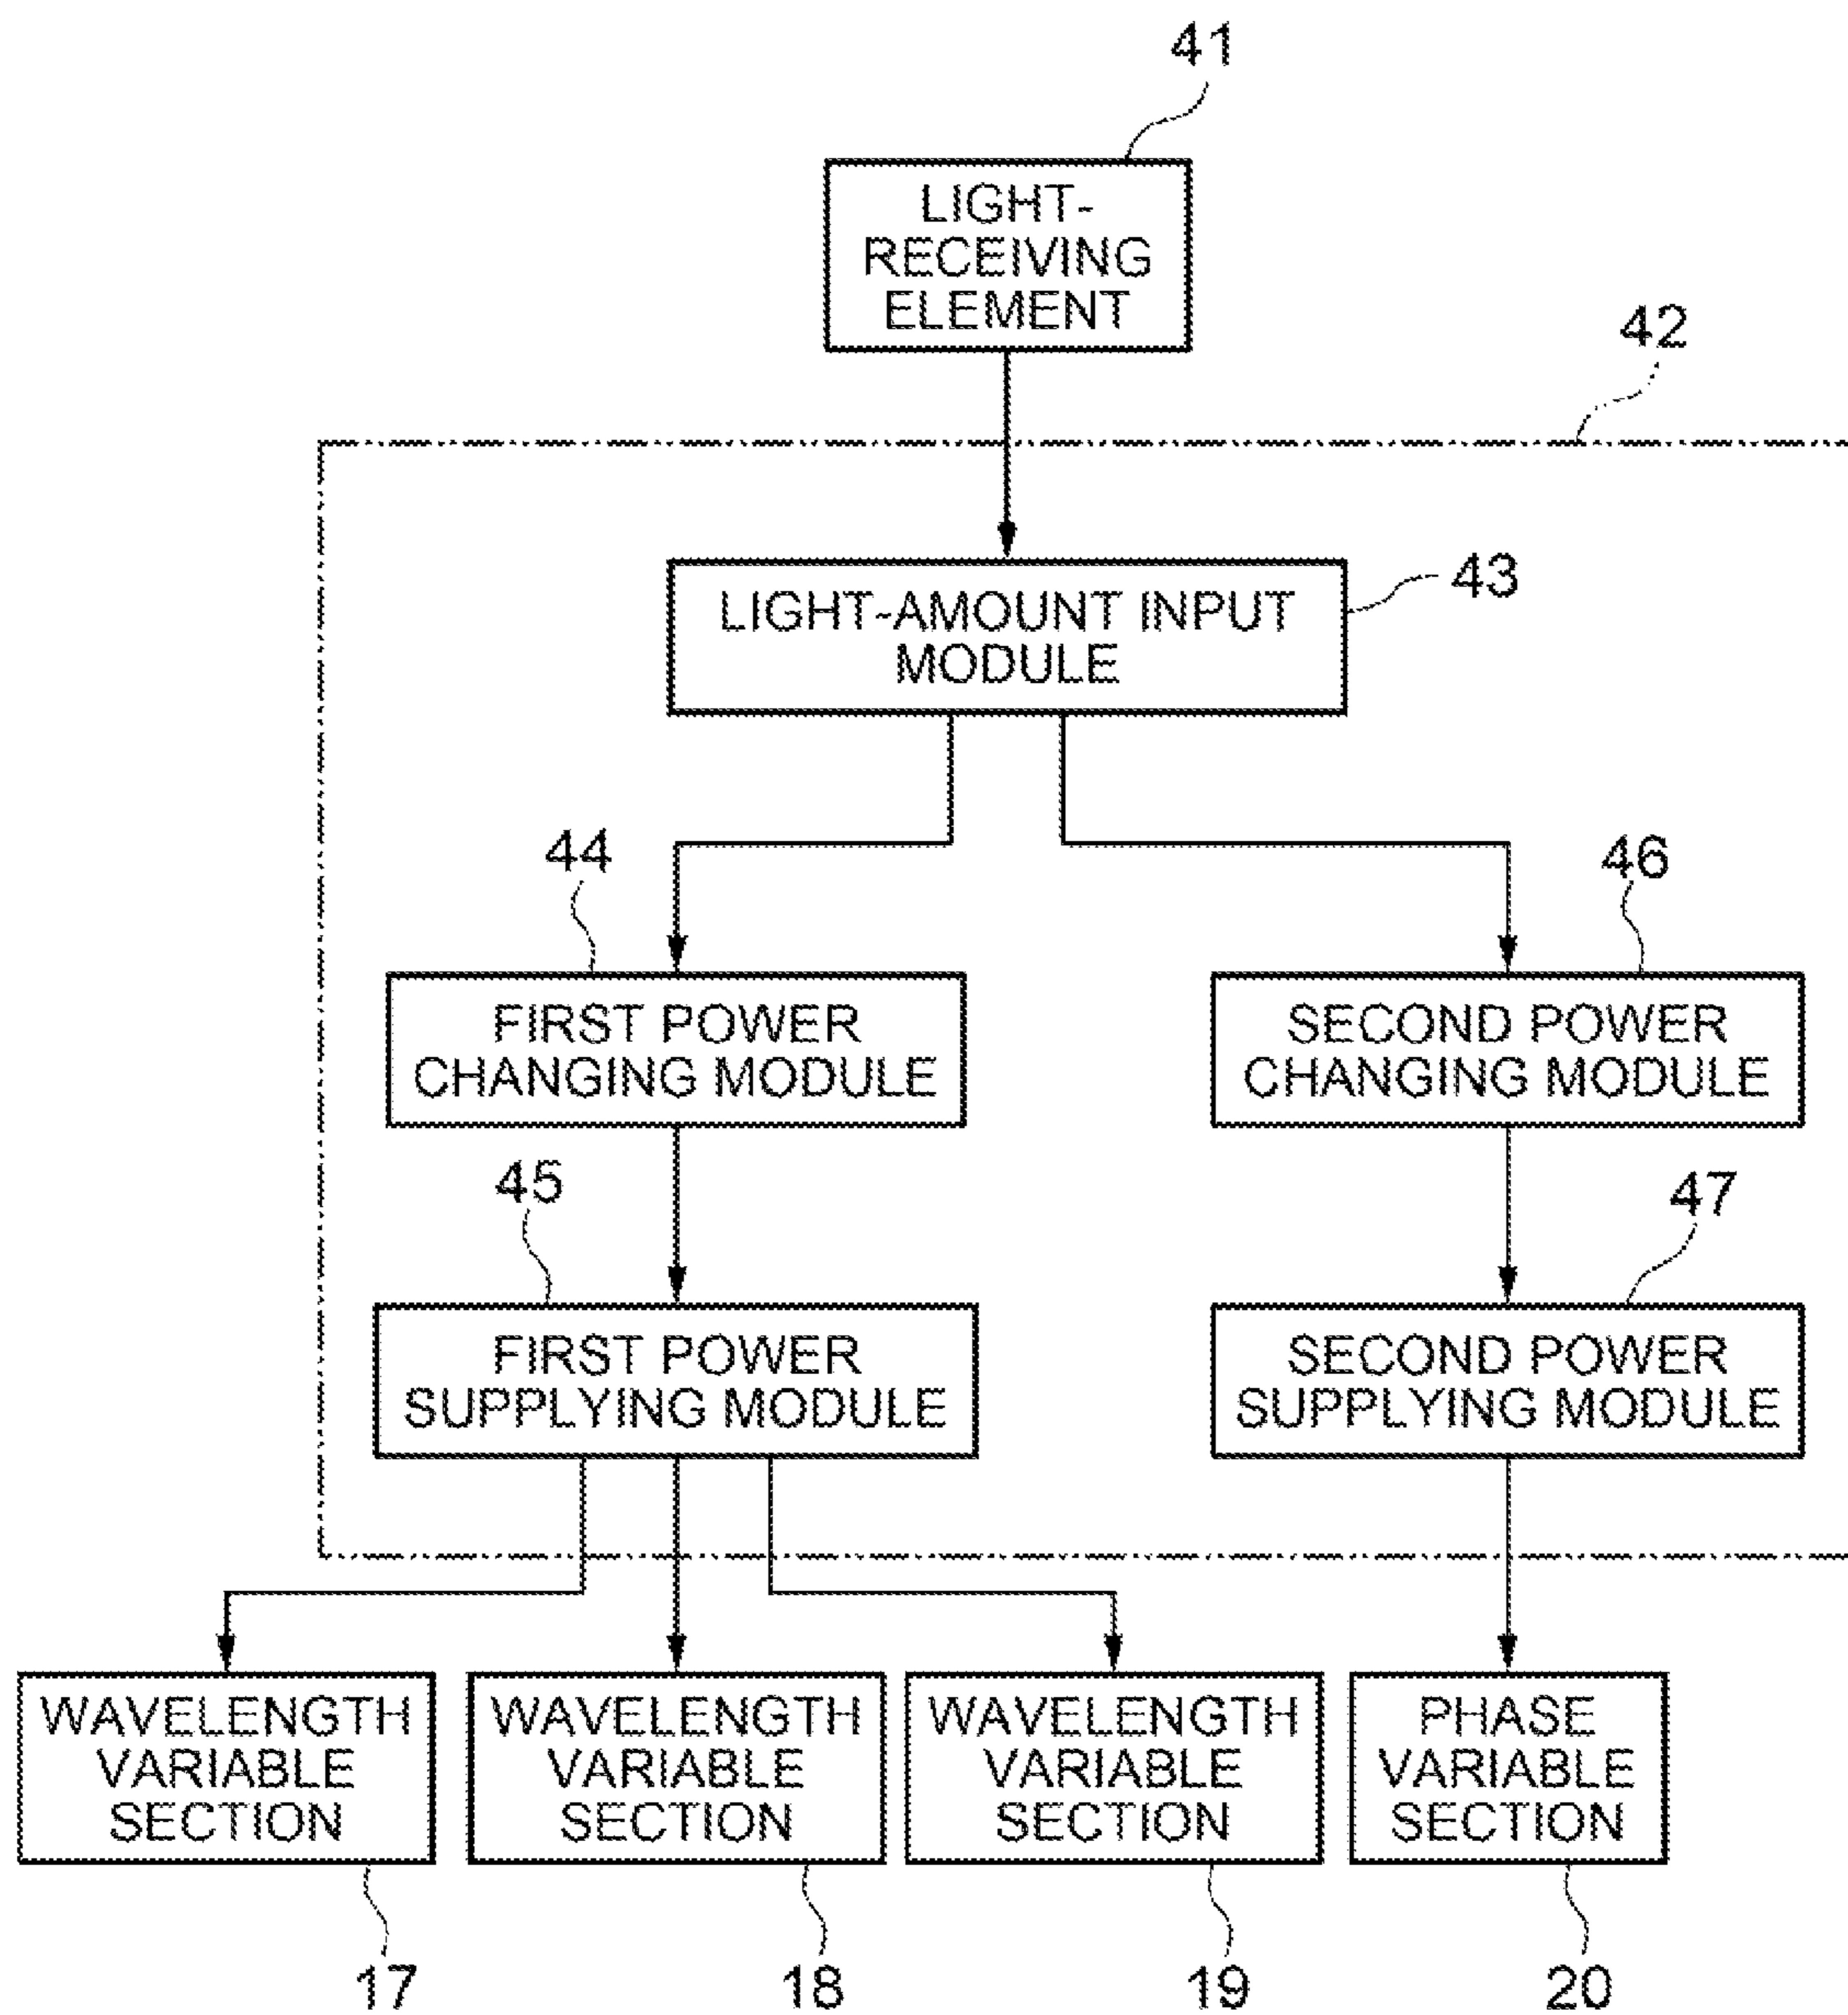 41
LIGHT-
RECEIVING
ELEMENT
42
LIGHT-AMOUNT INPUT
MODULE
43
44
46
FIRST POWER
CHANGING MODULE
SECOND POWER
CHANGING MODULE
45
47
FIRST POWER
SUPPLYING MODULE
SECOND POWER
SUPPLYING MODULE
WAVELENGTH
VARIABLE
SECTION
WAVELENGTH
VARIABLE
SECTION
WAVELENGTH
VARIABLE
SECTION
PHASE
VARIABLE
SECTION
17
18
19
20